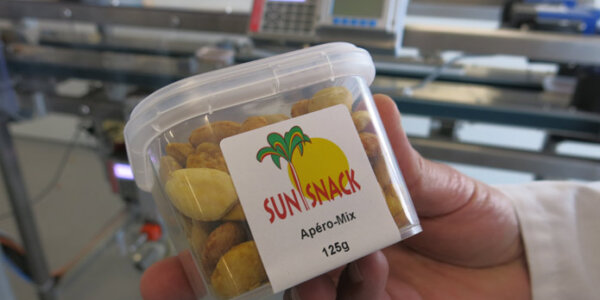 SUN SNACK
Apéro-Mix
125g